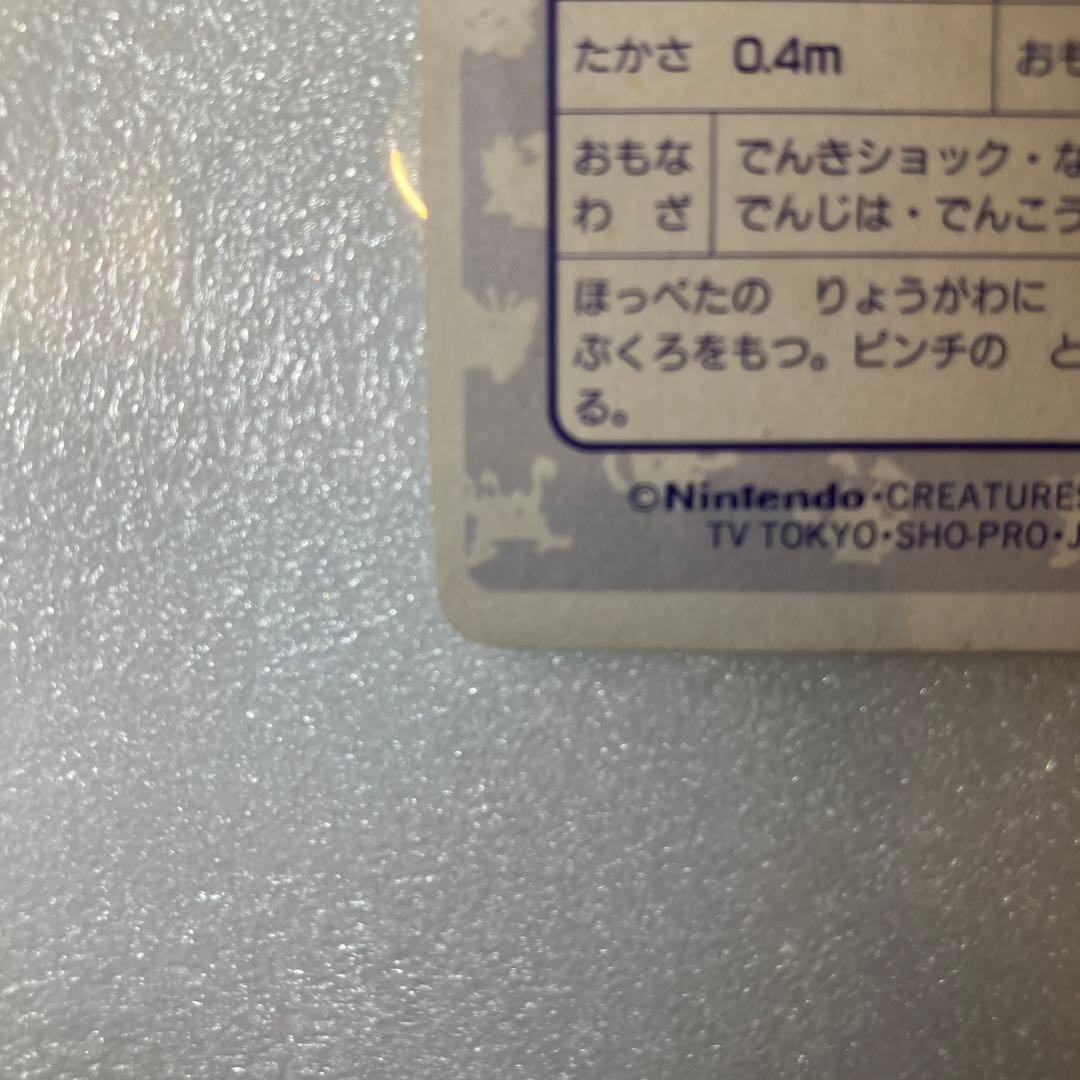 たかさ 0.4m おも
おもな でんきショック・な
わざ でんじは・でんこう
ほっぺたの りょうがわに
ぶくろをもつ。ピンチの と
る。
©Nintendo・CREATURES
TV TOKYO・SHO-PRO・J